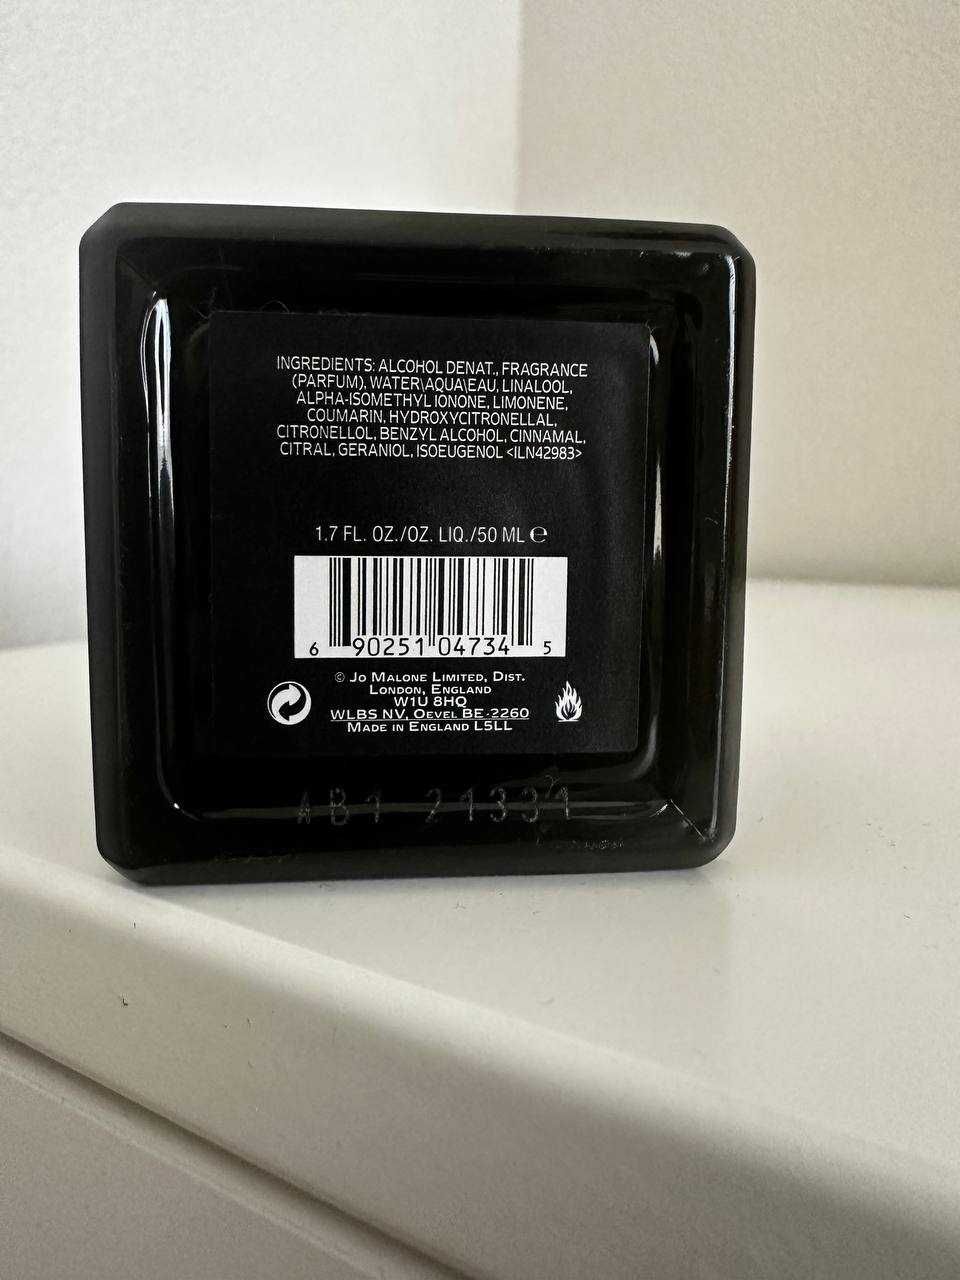 INGREDIENTS: ALCOHOL DENAT., FRAGRANCE
(PARFUM), WATER\AQUA\EAU, LINALOOL,
ALPHA-ISOMETHYL IONONE, LIMONENE,
COUMARIN, HYDROXYCITRONELLAL,
CITRONELLOL, BENZYL ALCOHOL, CINNAMAL,
CITRAL, GERANIOL, ISOEUGENOL <ILN42983>
1.7 FL. OZ./OZ. LIQ./50 ML ℮
6 90251 04734 5
© JO MALONE LIMITED, DIST.
LONDON, ENGLAND
W1U 8HQ
WLBS NV, OEVEL BE-2260
MADE IN ENGLAND L5LL
AB1 21331